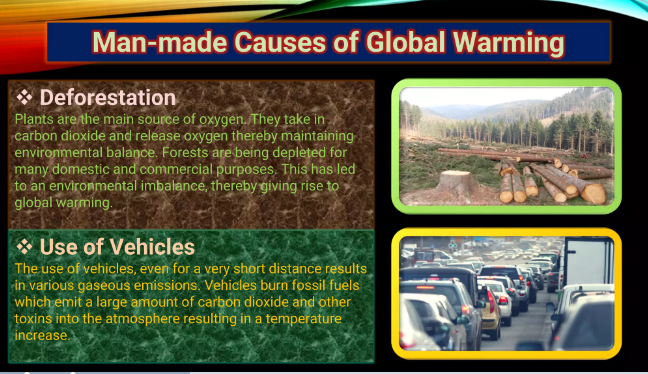 Man-made Causes of Global Warming
❖ Deforestation
Plants are the main source of oxygen. They take in
carbon dioxide and release oxygen thereby maintaining
environmental balance. Forests are being depleted for
many domestic and commercial purposes. This has led
to an environmental imbalance, thereby giving rise to
global warming.
❖ Use of Vehicles
The use of vehicles, even for a very short distance results
in various gaseous emissions. Vehicles burn fossil fuels
which emit a large amount of carbon dioxide and other
toxins into the atmosphere resulting in a temperature
increase.